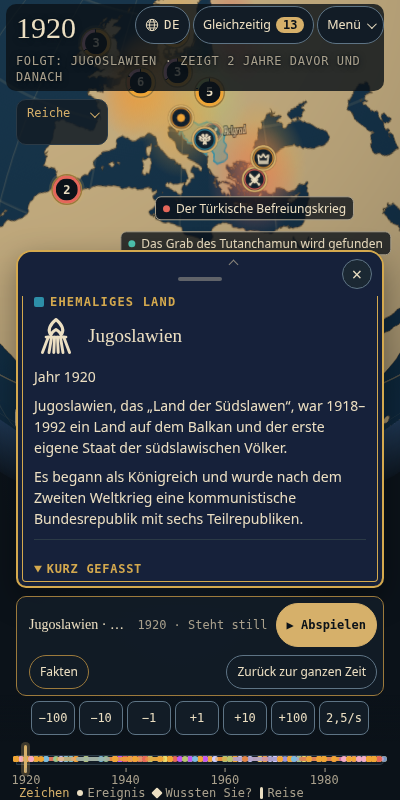 1920
DE
Gleichzeitig 13
Menü
FOLGT: JUGOSLAWIEN · ZEIGT 2 JAHRE DAVOR UND
DANACH
3
6
3
5
Reiche
2
Der Türkische Befreiungskrieg
Das Grab des Tutanchamun wird gefunden
EHEMALIGES LAND
Jugoslawien
Jahr 1920
Jugoslawien, das „Land der Südslawen“, war 1918–
1992 ein Land auf dem Balkan und der erste
eigene Staat der südslawischen Völker.
Es begann als Königreich und wurde nach dem
Zweiten Weltkrieg eine kommunistische
Bundesrepublik mit sechs Teilrepubliken.
▼ KURZ GEFASST
Jugoslawien · …
1920 · Steht still
▶ Abspielen
Fakten
Zurück zur ganzen Zeit
−100
−10
−1
+1
+10
+100
2,5/s
1920
1940
1960
1980
Zeichen
Ereignis
Wussten Sie?
Reise